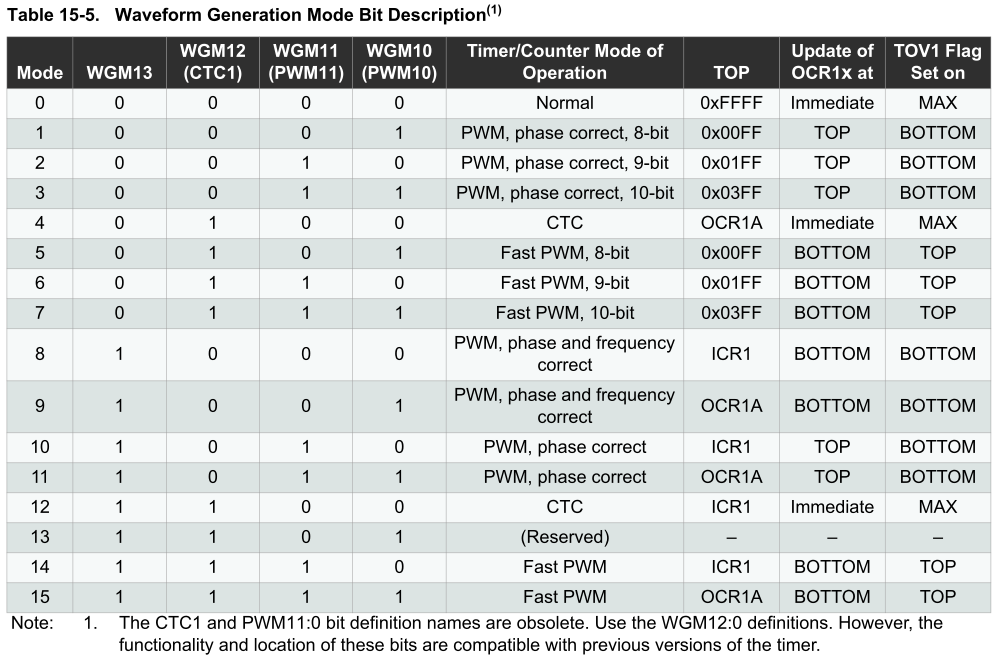 Table 15-5. Waveform Generation Mode Bit Description(1)
Mode WGM13 WGM12 (CTC1) WGM11 (PWM11) WGM10 (PWM10) Timer/Counter Mode of Operation TOP Update of OCR1x at TOV1 Flag Set on
0 0 0 0 0 Normal 0xFFFF Immediate MAX
1 0 0 0 1 PWM, phase correct, 8-bit 0x00FF TOP BOTTOM
2 0 0 1 0 PWM, phase correct, 9-bit 0x01FF TOP BOTTOM
3 0 0 1 1 PWM, phase correct, 10-bit 0x03FF TOP BOTTOM
4 0 1 0 0 CTC OCR1A Immediate MAX
5 0 1 0 1 Fast PWM, 8-bit 0x00FF BOTTOM TOP
6 0 1 1 0 Fast PWM, 9-bit 0x01FF BOTTOM TOP
7 0 1 1 1 Fast PWM, 10-bit 0x03FF BOTTOM TOP
8 1 0 0 0 PWM, phase and frequency correct ICR1 BOTTOM BOTTOM
9 1 0 0 1 PWM, phase and frequency correct OCR1A BOTTOM BOTTOM
10 1 0 1 0 PWM, phase correct ICR1 TOP BOTTOM
11 1 0 1 1 PWM, phase correct OCR1A TOP BOTTOM
12 1 1 0 0 CTC ICR1 Immediate MAX
13 1 1 0 1 (Reserved) – – –
14 1 1 1 0 Fast PWM ICR1 BOTTOM TOP
15 1 1 1 1 Fast PWM OCR1A BOTTOM TOP
Note: 1. The CTC1 and PWM11:0 bit definition names are obsolete. Use the WGM12:0 definitions. However, the
functionality and location of these bits are compatible with previous versions of the timer.